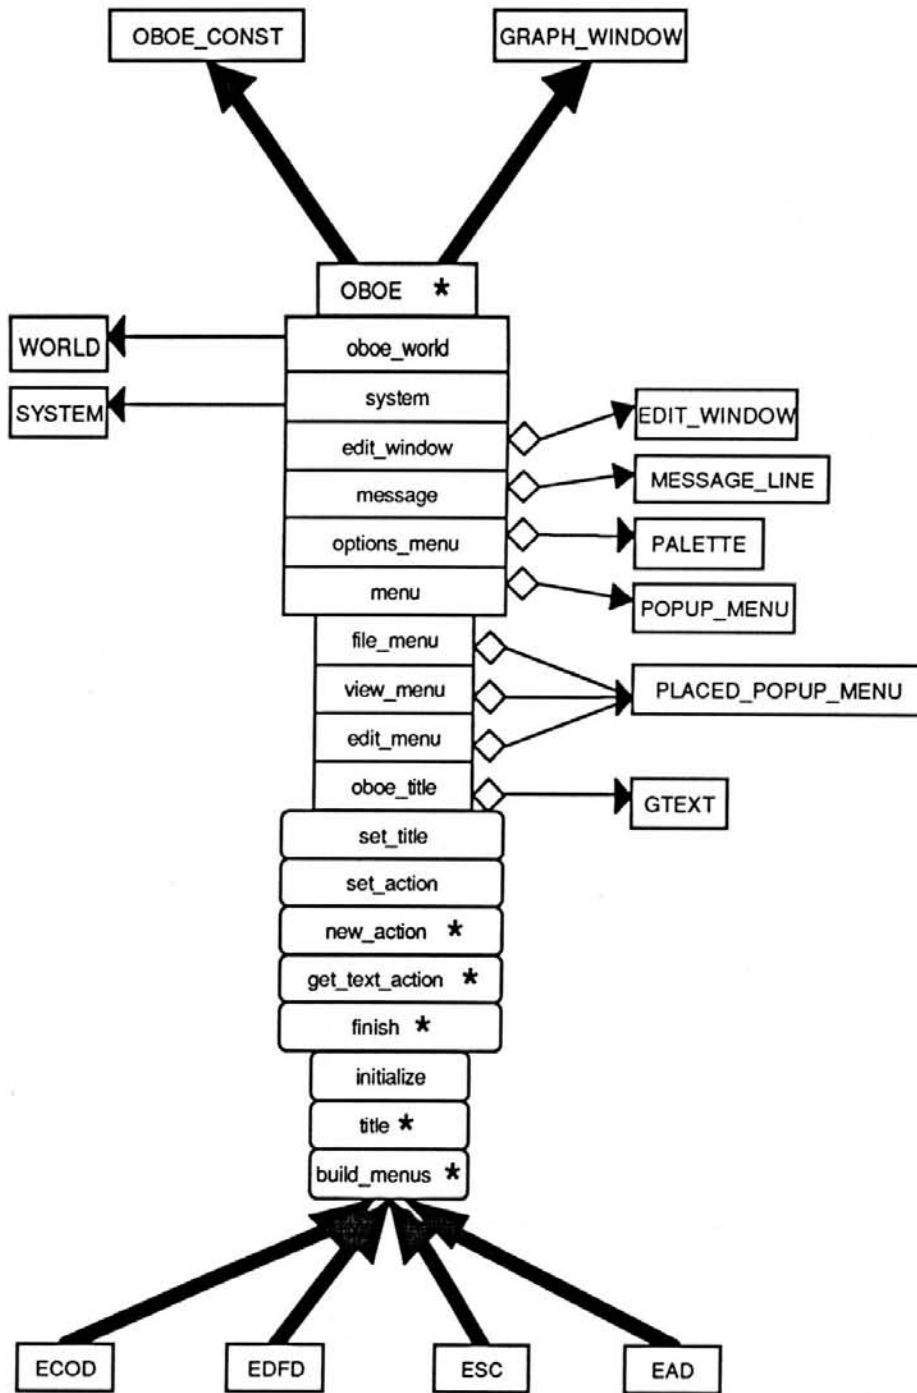 OBOE_CONST
GRAPH_WINDOW
OBOE *
WORLD
oboe_world
SYSTEM
system
edit_window
EDIT_WINDOW
message
MESSAGE_LINE
options_menu
PALETTE
menu
POPUP_MENU
file_menu
view_menu
PLACED_POPUP_MENU
edit_menu
oboe_title
GTEXT
set_title
set_action
new_action *
get_text_action *
finish *
initialize
title *
build_menus *
ECOD
EDFD
ESC
EAD